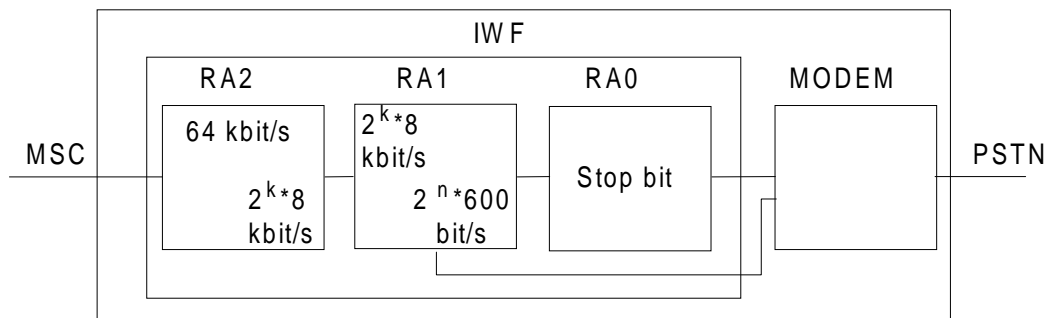 IWF
RA2 RA1 RA0 MODEM
64 kbit/s
2^k*8
kbit/s
2^k*8
kbit/s
2^n*600
bit/s
Stop bit
MSC
PSTN